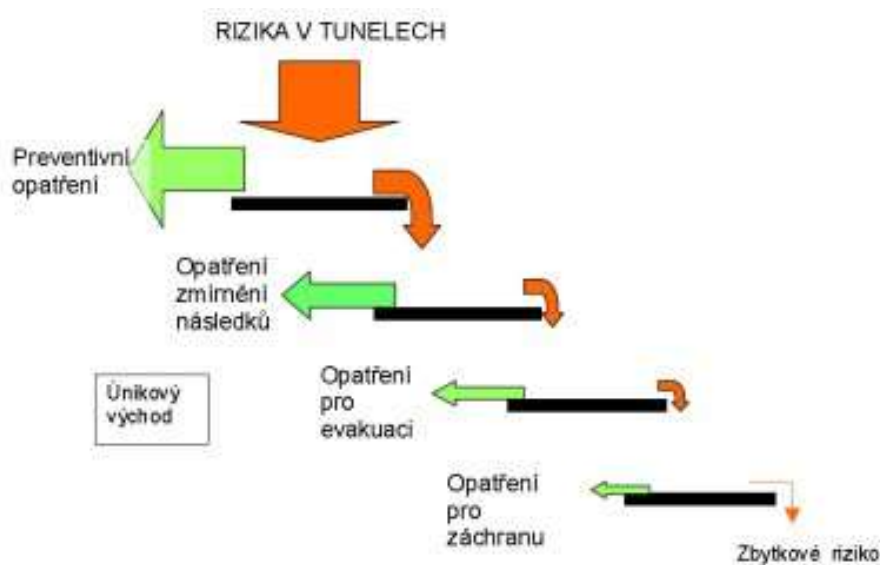 RIZIKA V TUNELECH
Preventivní
opatření
Opatření
zmírnění
následků
Únikový
východ
Opatření
pro
evakuaci
Opatření
pro
záchranu
Zbytkové riziko